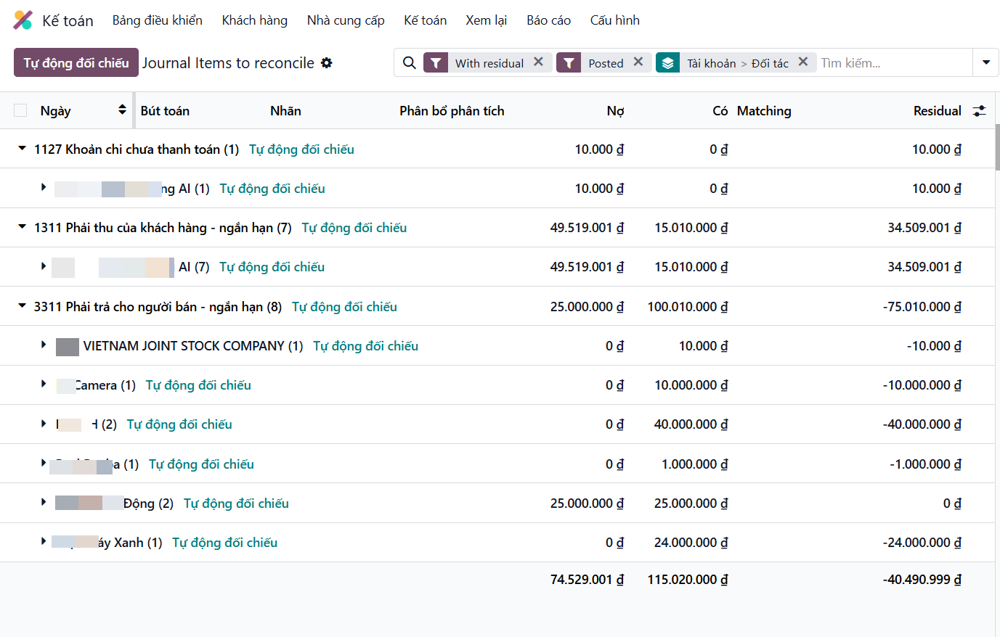 Kế toán Bảng điều khiển Khách hàng Nhà cung cấp Kế toán Xem lại Báo cáo Cấu hình
Tự động đối chiếu Journal Items to reconcile With residual Posted Tài khoản > Đối tác Tìm kiếm...
Ngày Bút toán Nhãn Phân bổ phân tích Nợ Có Matching Residual
1127 Khoản chi chưa thanh toán (1) Tự động đối chiếu 10.000 ₫ 0 ₫ 10.000 ₫
AI (1) Tự động đối chiếu 10.000 ₫ 0 ₫ 10.000 ₫
1311 Phải thu của khách hàng - ngắn hạn (7) Tự động đối chiếu 49.519.001 ₫ 15.010.000 ₫ 34.509.001 ₫
AI (7) Tự động đối chiếu 49.519.001 ₫ 15.010.000 ₫ 34.509.001 ₫
3311 Phải trả cho người bán - ngắn hạn (8) Tự động đối chiếu 25.000.000 ₫ 100.010.000 ₫ -75.010.000 ₫
VIETNAM JOINT STOCK COMPANY (1) Tự động đối chiếu 0 ₫ 10.000 ₫ -10.000 ₫
Camera (1) Tự động đối chiếu 0 ₫ 10.000.000 ₫ -10.000.000 ₫
(2) Tự động đối chiếu 0 ₫ 40.000.000 ₫ -40.000.000 ₫
(1) Tự động đối chiếu 0 ₫ 1.000.000 ₫ -1.000.000 ₫
Động (2) Tự động đối chiếu 25.000.000 ₫ 25.000.000 ₫ 0 ₫
Xanh (1) Tự động đối chiếu 0 ₫ 24.000.000 ₫ -24.000.000 ₫
74.529.001 ₫ 115.020.000 ₫ -40.490.999 ₫